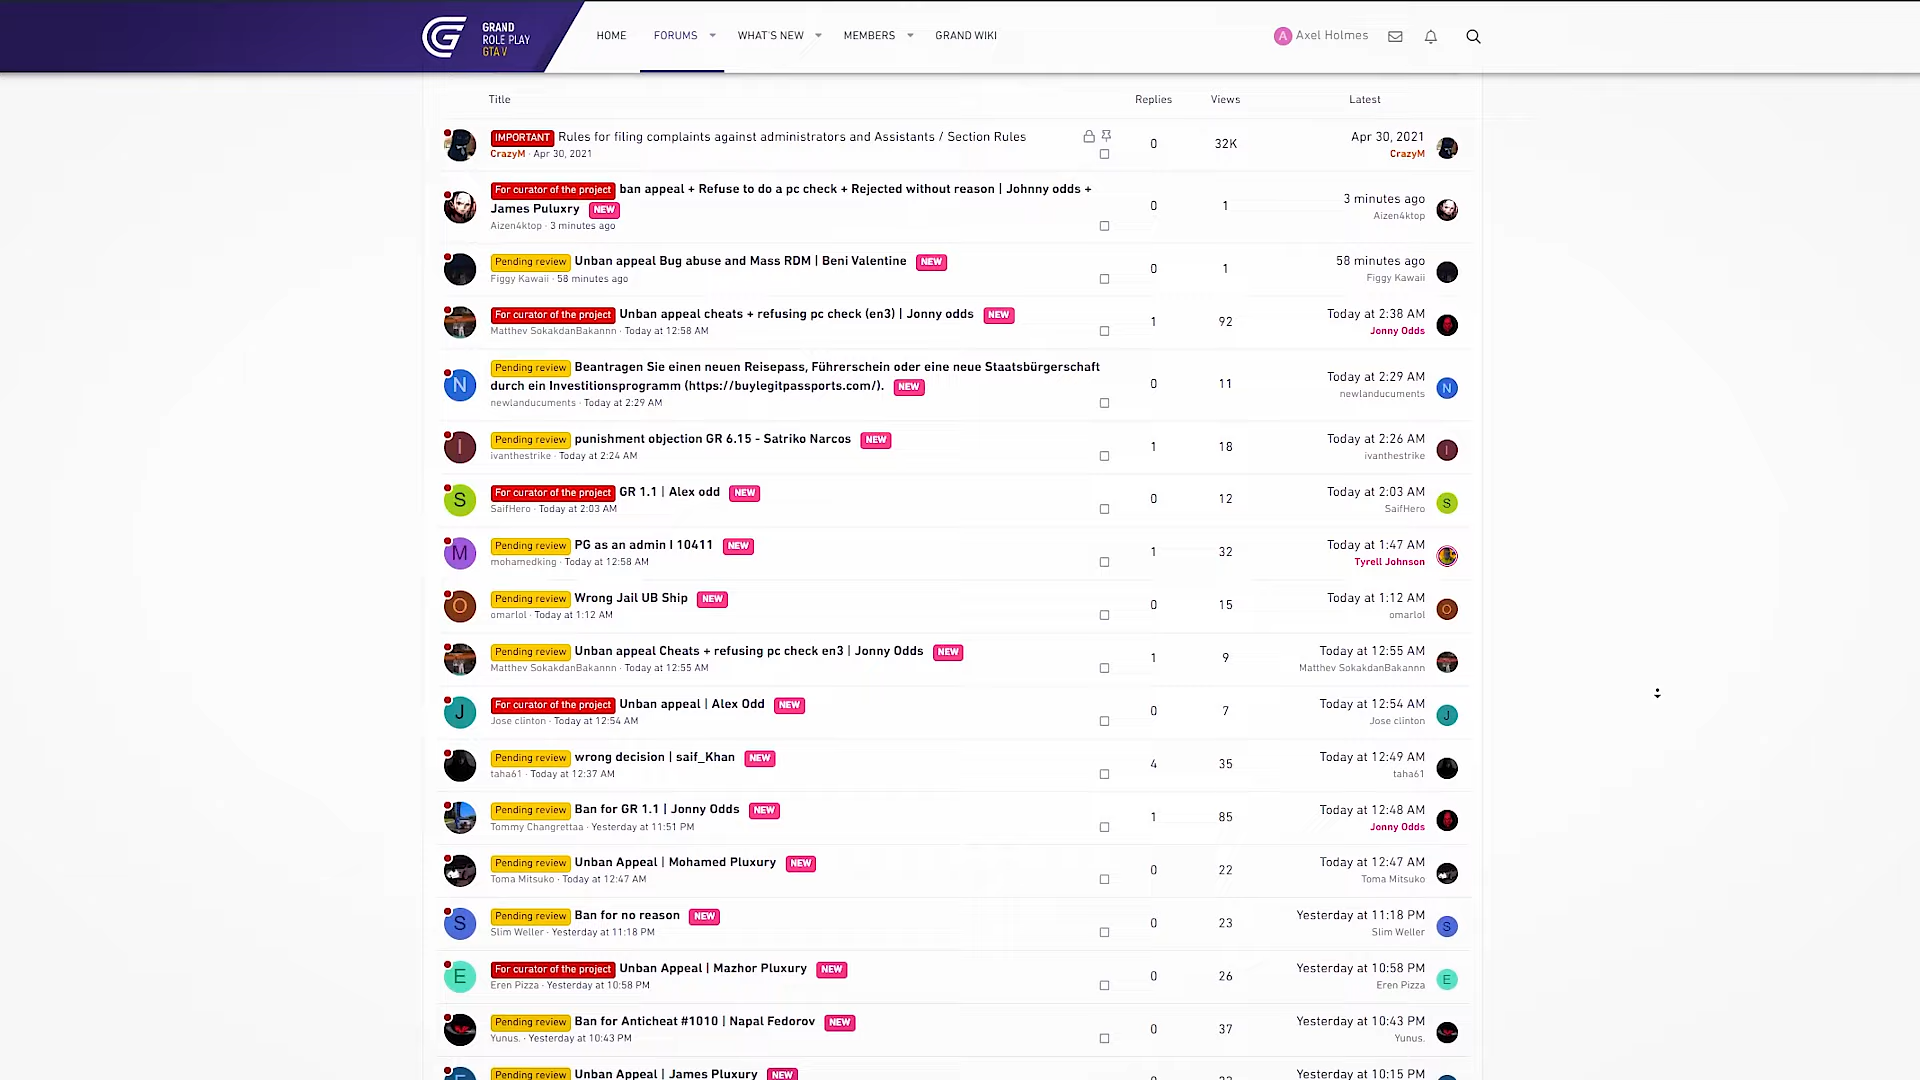 GRAND
ROLE PLAY
GTA V
HOME
FORUMS
WHAT'S NEW
MEMBERS
GRAND WIKI
A Axel Holmes
Title Replies Views Latest
IMPORTANT Rules for filing complaints against administrators and Assistants / Section Rules
CrazyM · Apr 30, 2021
0 32K
Apr 30, 2021
CrazyM
For curator of the project ban appeal + Refuse to do a pc check + Rejected without reason | Johnny odds +
James Puluxry NEW
Aizen4ktop · 3 minutes ago
0 1
3 minutes ago
Aizen4ktop
Pending review Unban appeal Bug abuse and Mass RDM | Beni Valentine NEW
Figgy Kawaii · 58 minutes ago
0 1
58 minutes ago
Figgy Kawaii
For curator of the project Unban appeal cheats + refusing pc check (en3) | Jonny odds NEW
Matthev SokakdanBakannn · Today at 12:58 AM
1 92
Today at 2:38 AM
Jonny Odds
N
Pending review Beantragen Sie einen neuen Reisepass, Führerschein oder eine neue Staatsbürgerschaft
durch ein Investitionsprogramm (https://buylegitpassports.com/). NEW
newlanducuments · Today at 2:29 AM
0 11
Today at 2:29 AM
newlanducuments
N
I
Pending review punishment objection GR 6.15 - Satriko Narcos NEW
ivanthestrike · Today at 2:24 AM
1 18
Today at 2:26 AM
ivanthestrike
I
S
For curator of the project GR 1.1 | Alex odd NEW
SaifHero · Today at 2:03 AM
0 12
Today at 2:03 AM
SaifHero
S
M
Pending review PG as an admin I 10411 NEW
mohamedking · Today at 12:58 AM
1 32
Today at 1:47 AM
Tyrell Johnson
O
Pending review Wrong Jail UB Ship NEW
omarlol · Today at 1:12 AM
0 15
Today at 1:12 AM
omarlol
O
Pending review Unban appeal Cheats + refusing pc check en3 | Jonny Odds NEW
Matthev SokakdanBakannn · Today at 12:55 AM
1 9
Today at 12:55 AM
Matthev SokakdanBakannn
J
For curator of the project Unban appeal | Alex Odd NEW
Jose clinton · Today at 12:54 AM
0 7
Today at 12:54 AM
Jose clinton
J
Pending review wrong decision | saif_Khan NEW
taha61 · Today at 12:37 AM
4 35
Today at 12:49 AM
taha61
Pending review Ban for GR 1.1 | Jonny Odds NEW
Tommy Changrettaa · Yesterday at 11:51 PM
1 85
Today at 12:48 AM
Jonny Odds
Pending review Unban Appeal | Mohamed Pluxury NEW
Toma Mitsuko · Today at 12:47 AM
0 22
Today at 12:47 AM
Toma Mitsuko
S
Pending review Ban for no reason NEW
Slim Weller · Yesterday at 11:18 PM
0 23
Yesterday at 11:18 PM
Slim Weller
S
E
For curator of the project Unban Appeal | Mazhor Pluxury NEW
Eren Pizza · Yesterday at 10:58 PM
0 26
Yesterday at 10:58 PM
Eren Pizza
E
Pending review Ban for Anticheat #1010 | Napal Fedorov NEW
Yunus. · Yesterday at 10:43 PM
0 37
Yesterday at 10:43 PM
Yunus.
Pending review Unban Appeal | James Pluxury NEW
Yesterday at 10:15 PM